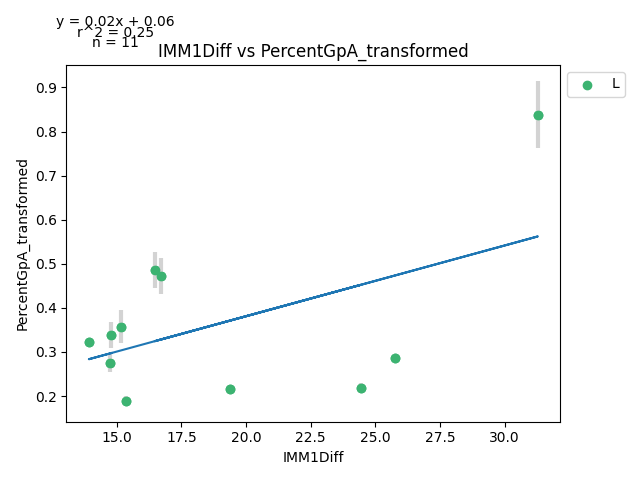 y = 0.02x + 0.06
r^2 = 0.25
n = 11
IMM1Diff vs PercentGpA_transformed
L
PercentGpA_transformed
0.9
0.8
0.7
0.6
0.5
0.4
0.3
0.2
15.0 17.5 20.0 22.5 25.0 27.5 30.0
IMM1Diff